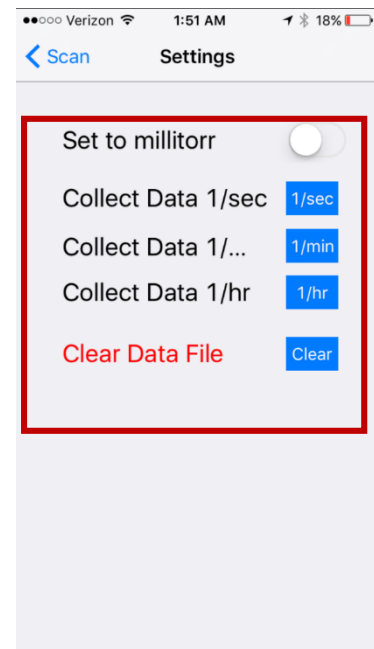 Verizon 1:51 AM 18%
Scan Settings
Set to millitorr
Collect Data 1/sec 1/sec
Collect Data 1/... 1/min
Collect Data 1/hr 1/hr
Clear Data File Clear